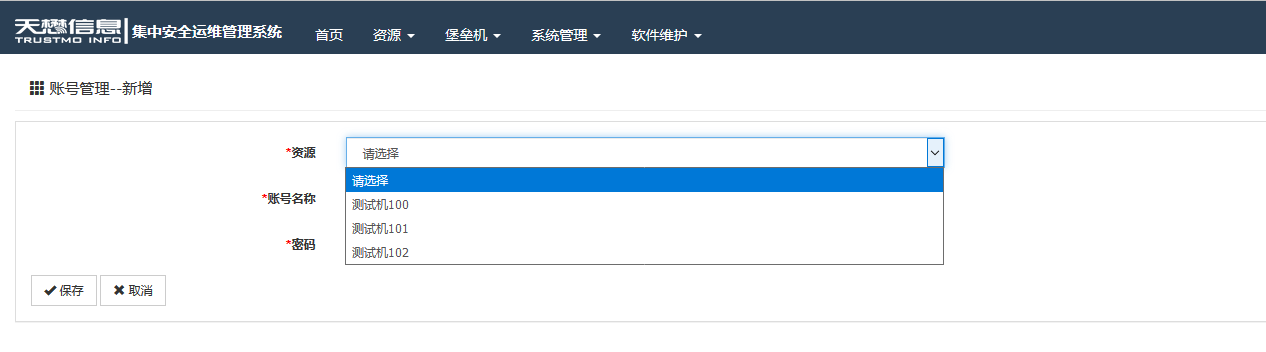 天懋信息 集中安全运维管理系统 首页 资源 堡垒机 系统管理 软件维护
TRUSTMO INFO
账号管理--新增
*资源 请选择
请选择
*账号名称 测试机100
测试机101
*密码 测试机102
保存 取消